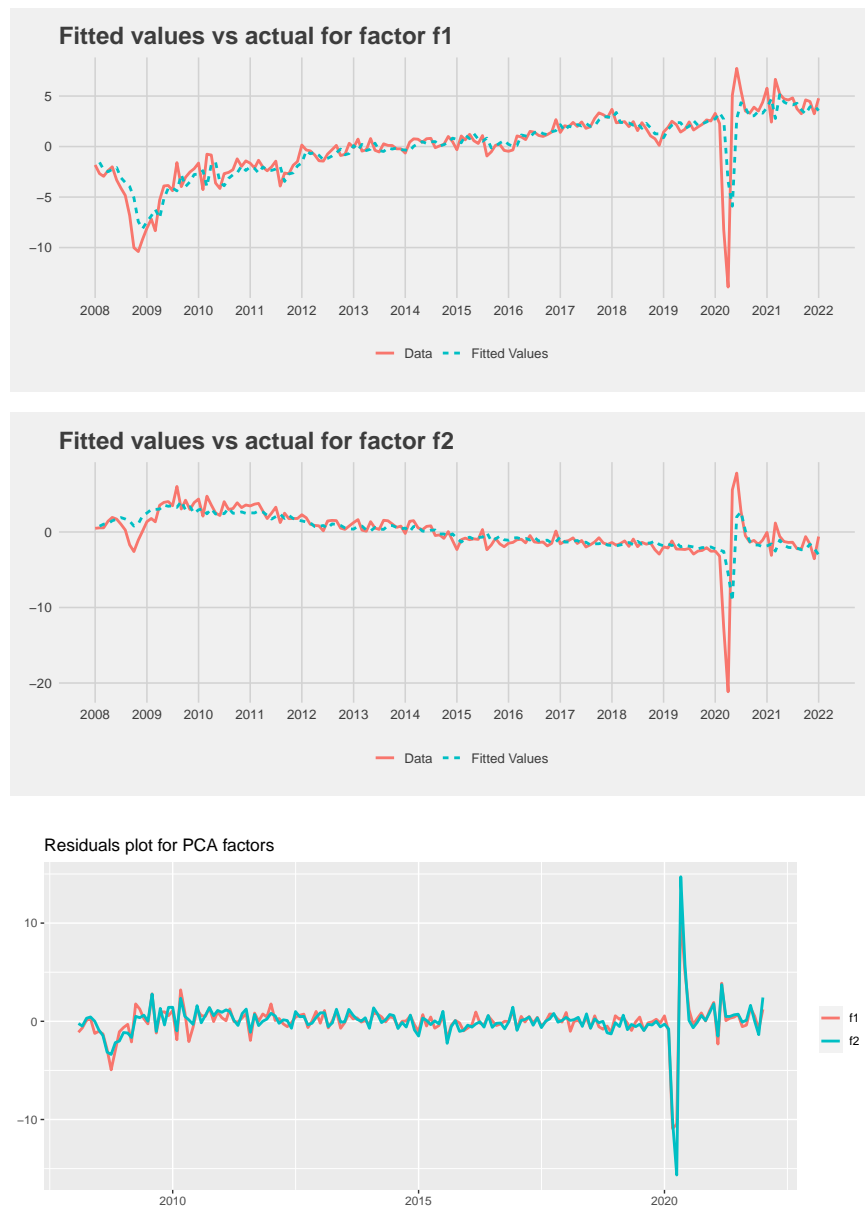 Fitted values vs actual for factor f1
5
0
−5
−10
2008 2009 2010 2011 2012 2013 2014 2015 2016 2017 2018 2019 2020 2021 2022
Data Fitted Values
Fitted values vs actual for factor f2
0
−10
−20
2008 2009 2010 2011 2012 2013 2014 2015 2016 2017 2018 2019 2020 2021 2022
Data Fitted Values
Residuals plot for PCA factors
10
0
−10
f1
f2
2010 2015 2020